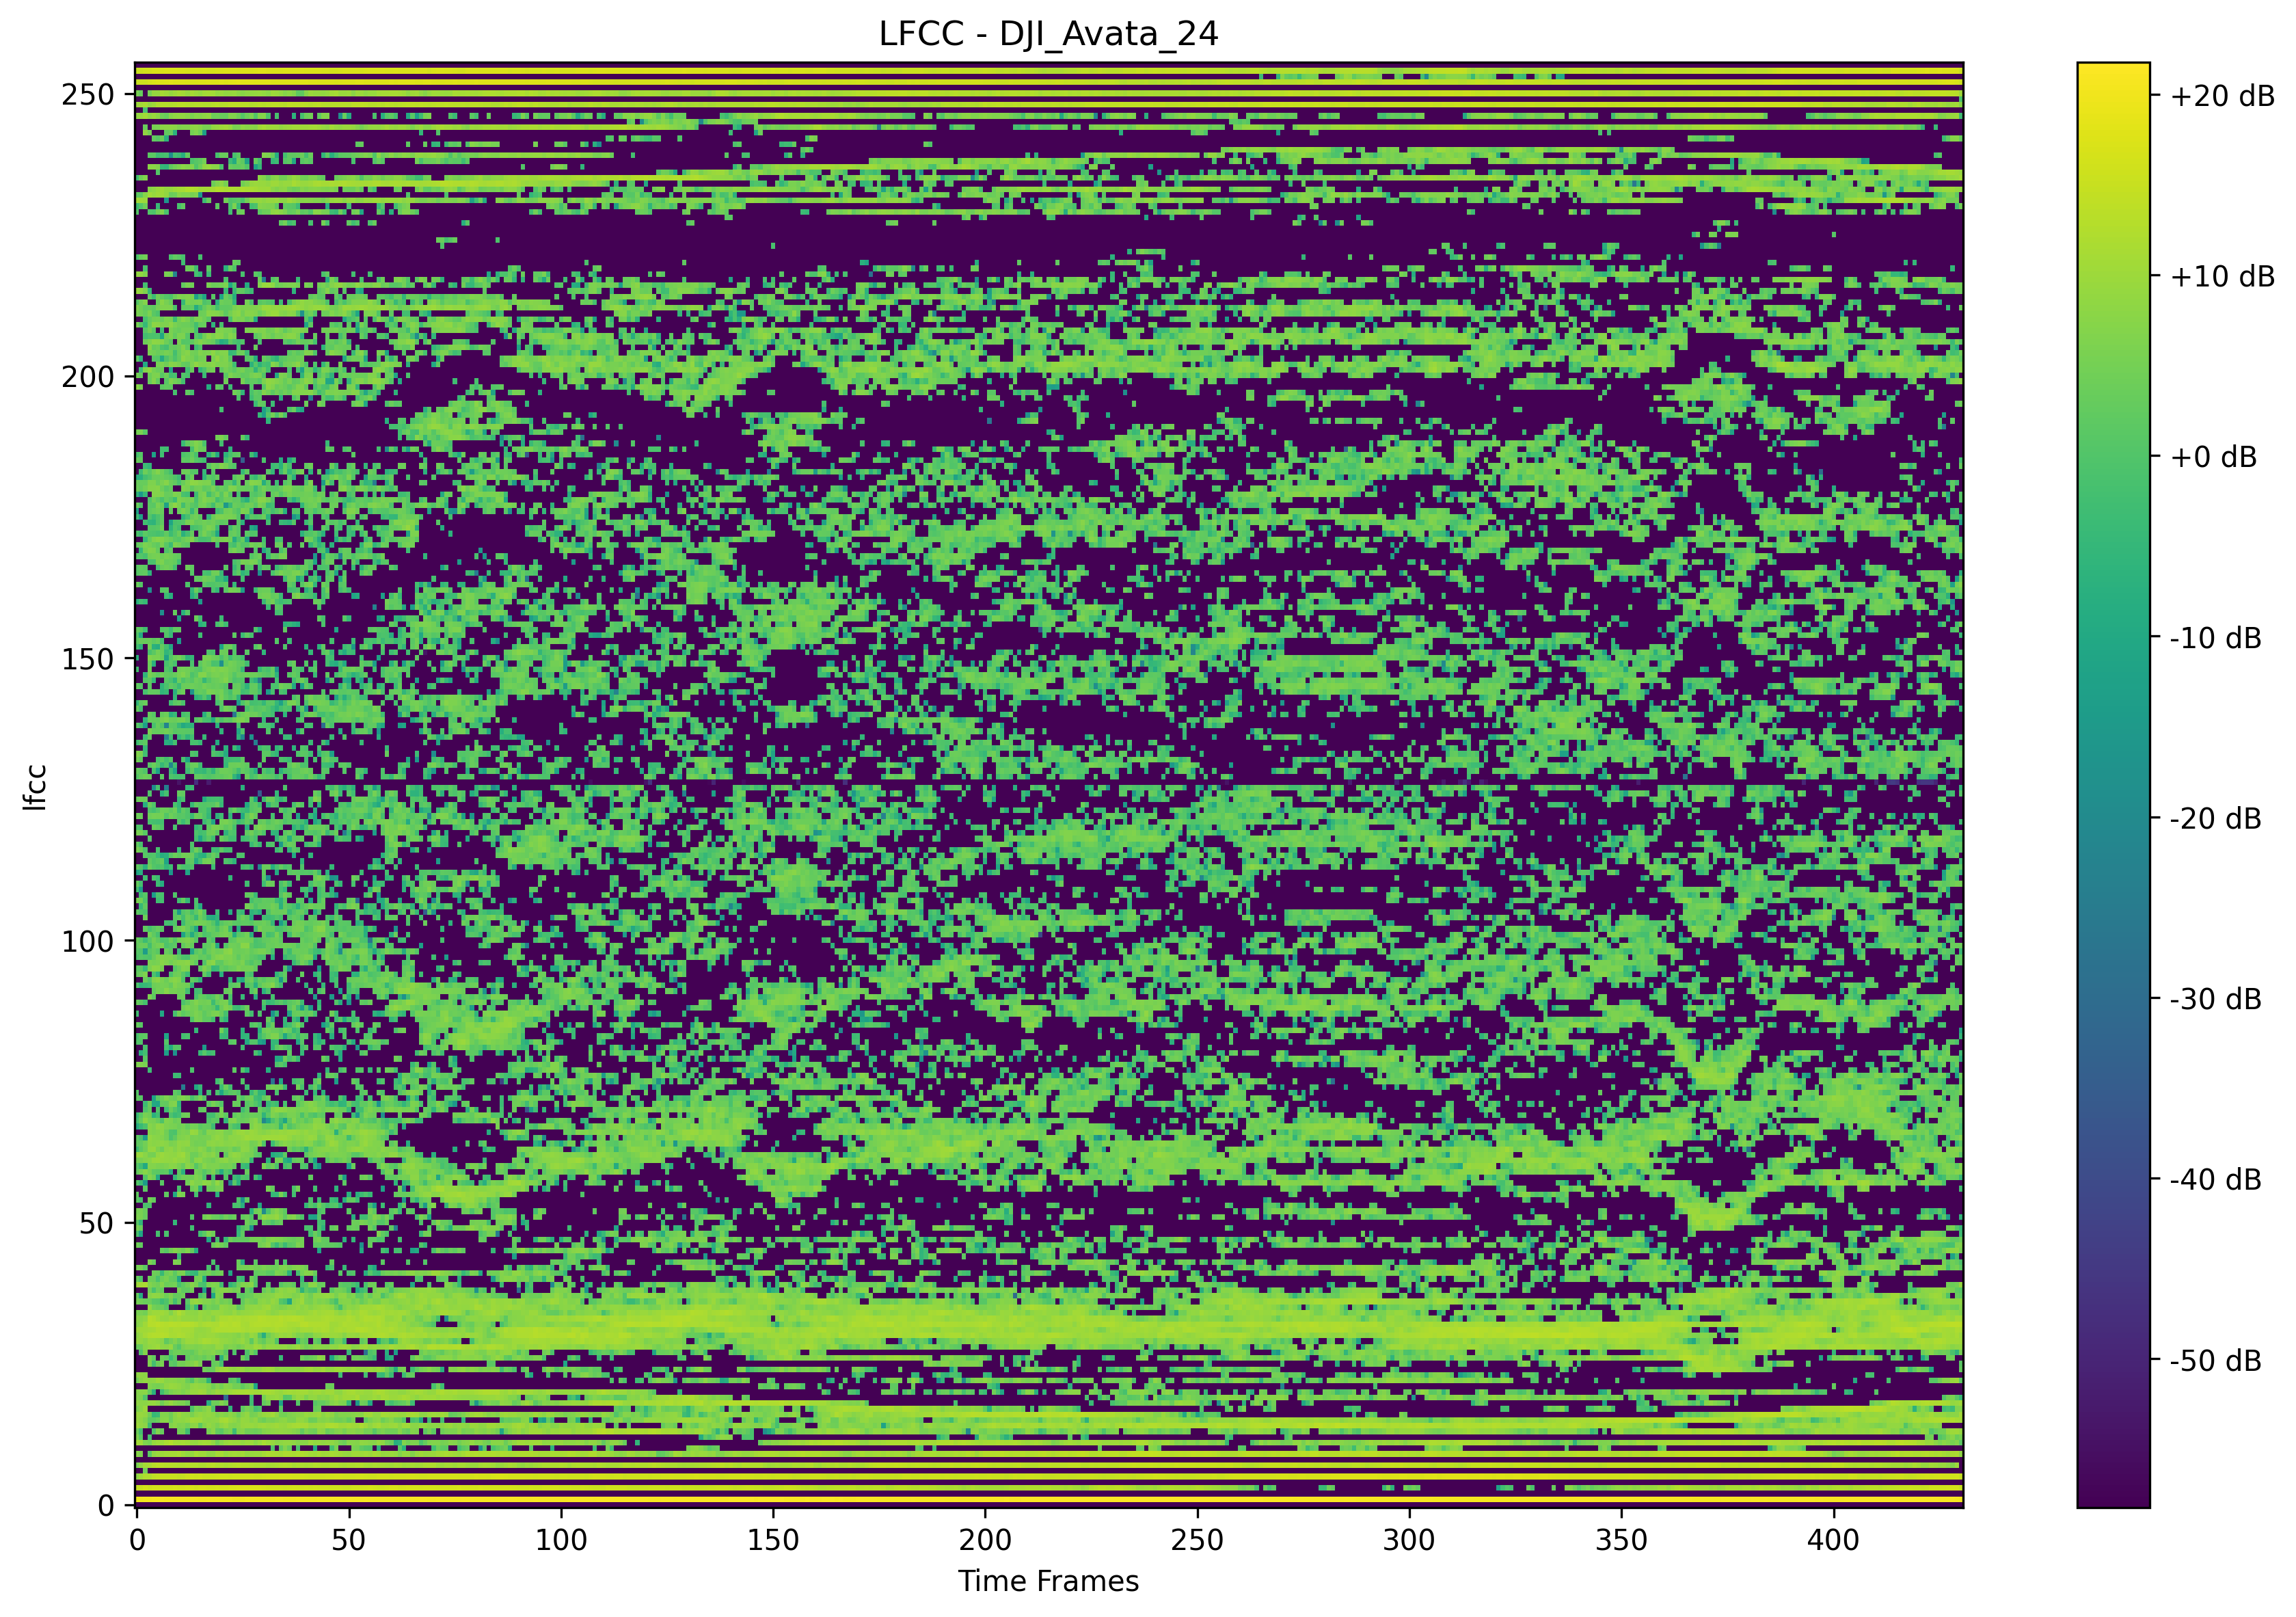 LFCC - DJI_Avata_24
250
200
150
100
50
0
lfcc
0 50 100 150 200 250 300 350 400
Time Frames
+20 dB
+10 dB
+0 dB
-10 dB
-20 dB
-30 dB
-40 dB
-50 dB